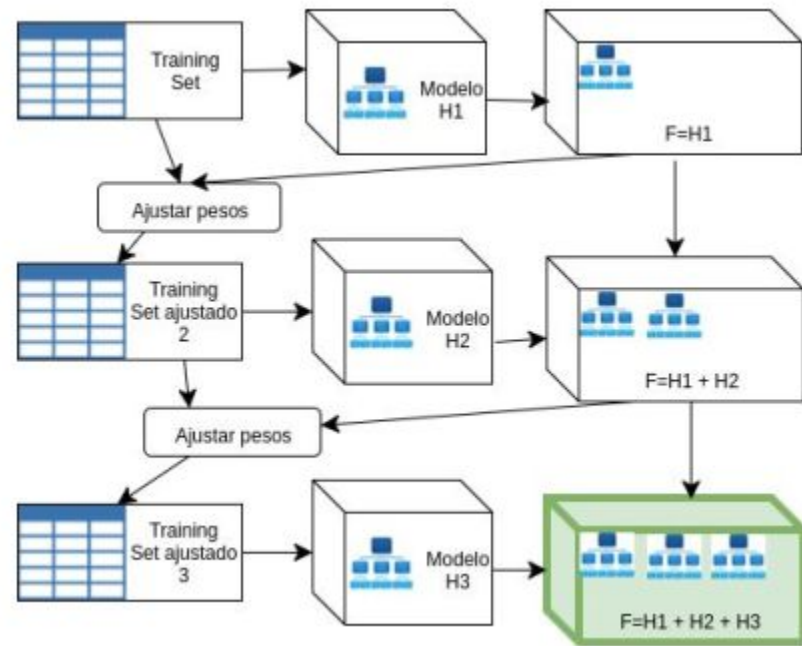 Training
Set
Modelo
H1
F=H1
Ajustar pesos
Training
Set ajustado
2
Modelo
H2
F=H1 + H2
Ajustar pesos
Training
Set ajustado
3
Modelo
H3
F=H1 + H2 + H3